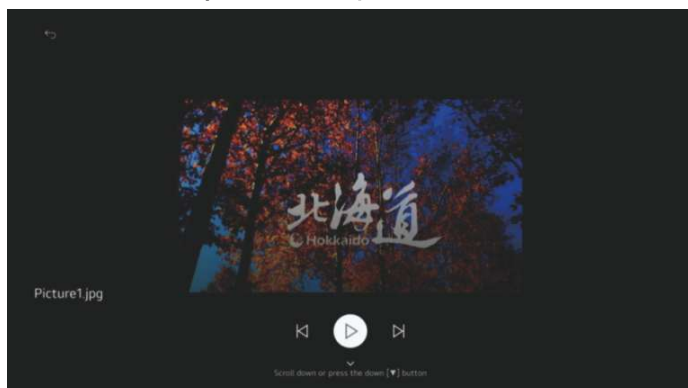 北海道
Hokkaido
Picture1.jpg
Scroll down or press the down [▼] button